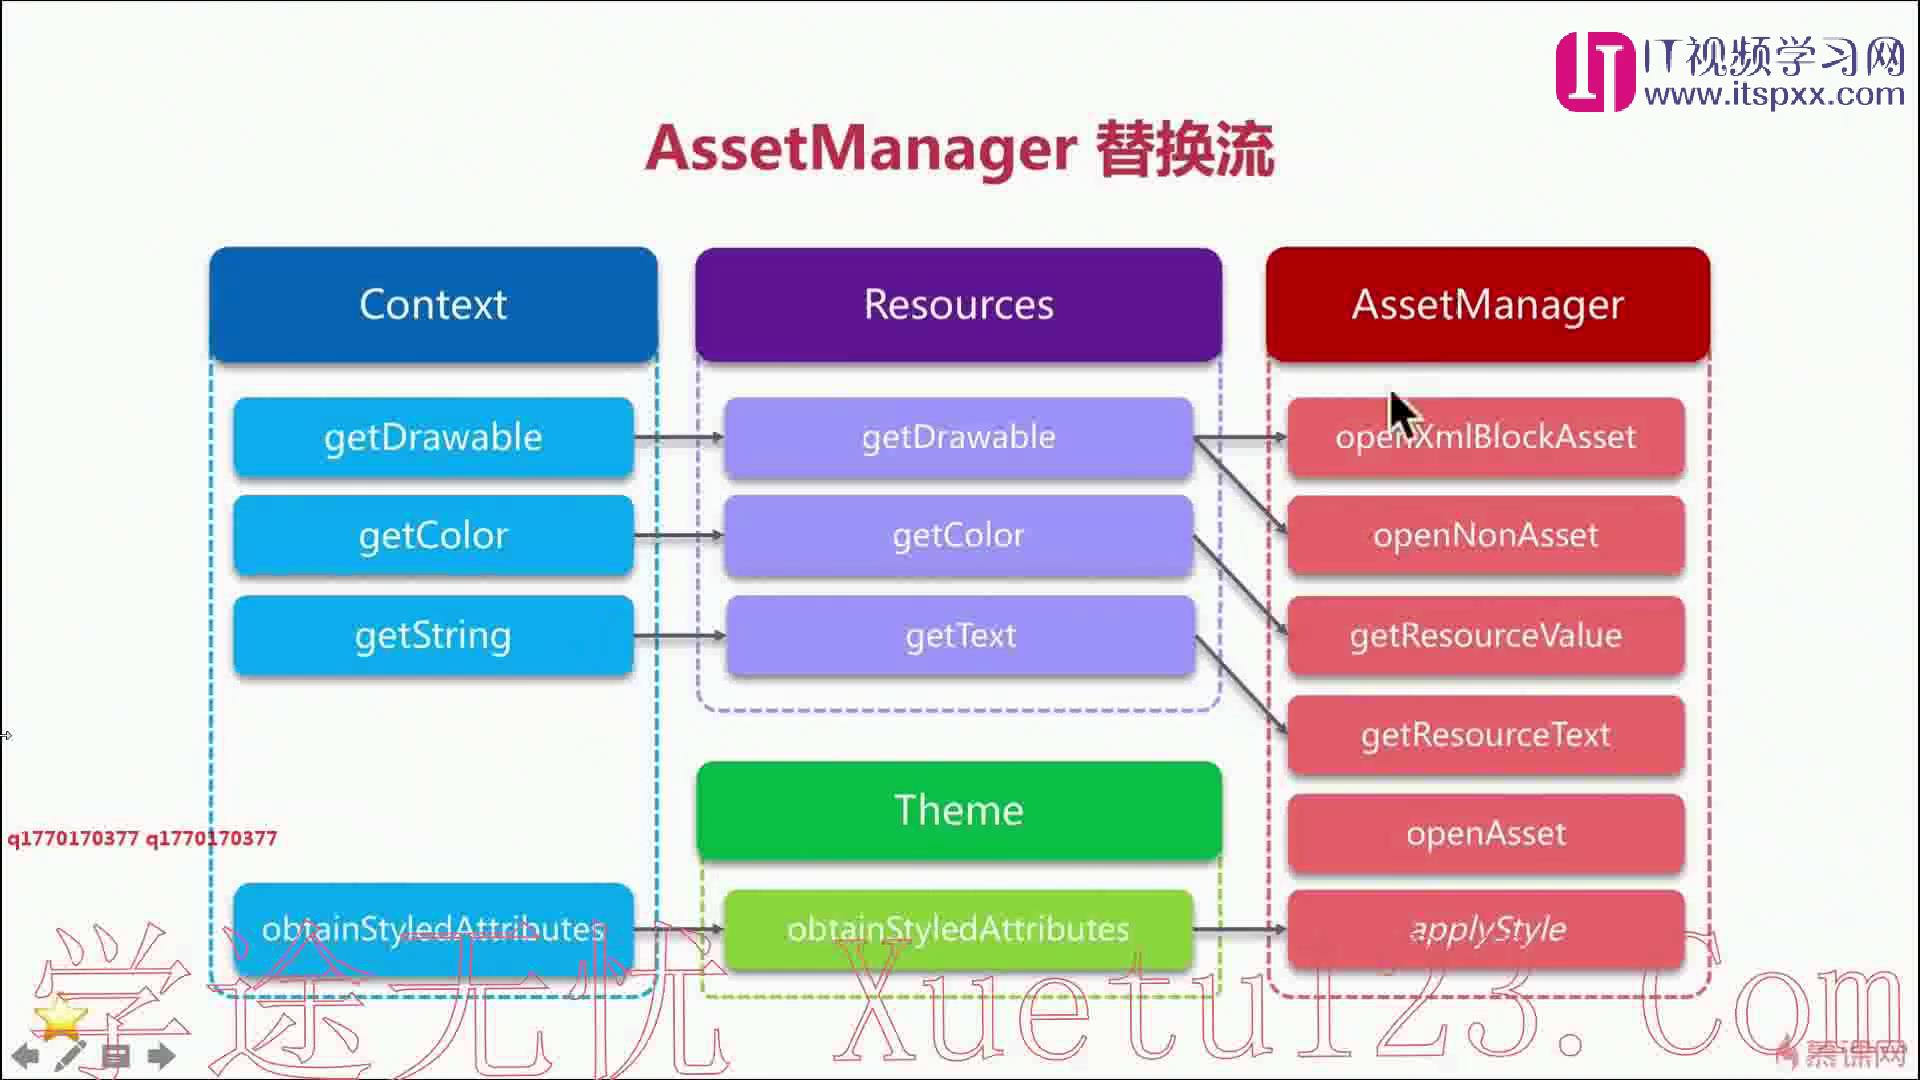 IT视频学习网
www.itspxx.com
AssetManager 替换流
Context
Resources
AssetManager
getDrawable
getDrawable
openXmlBlockAsset
getColor
getColor
openNonAsset
getString
getText
getResourceValue
getResourceText
Theme
openAsset
q1770170377 q1770170377
obtainStyledAttributes
obtainStyledAttributes
applyStyle
学途无忧 Xuetu123.Com
慕课网